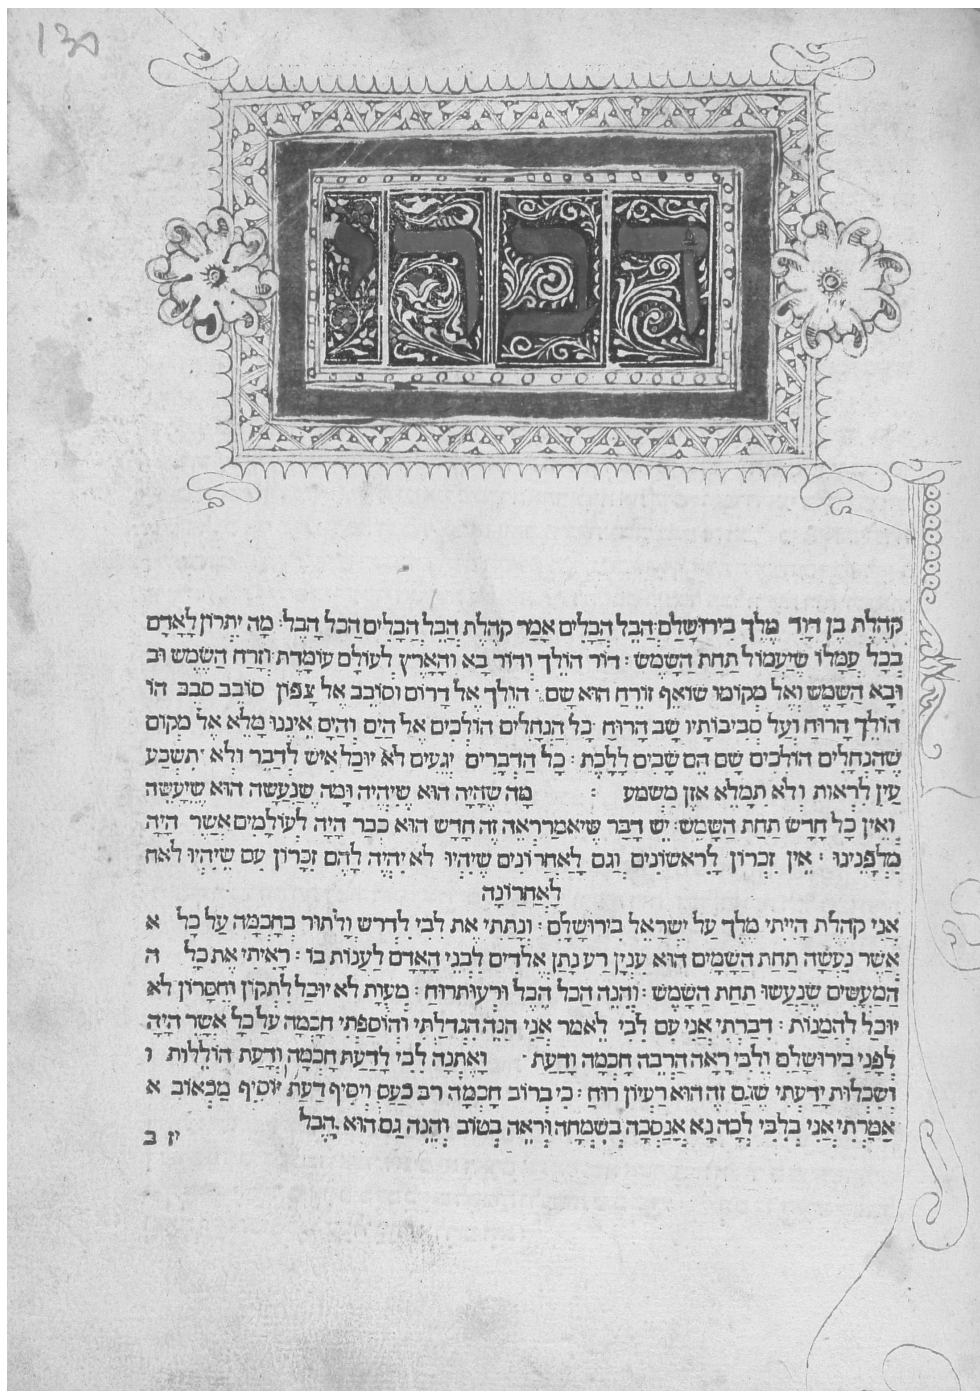 130
דברי
קהלת בן דויד מלך בירושלם׃ הבל הבלים אמר קהלת הבל הבלים הכל הבל׃ מה יתרון לאדם
בכל עמלו שיעמול תחת השמש׃ דור הולך ודור בא והארץ לעולם עומדת׃ וזרח השמש וב
ובא השמש ואל מקומו שואף זורח הוא שם׃ הולך אל דרום וסובב אל צפון סובב סבב הו
הולך הרוח ועל סביבותיו שב הרוח׃ כל הנחלים הולכים אל הים והים איננו מלא אל מקום
שהנחלים הולכים שם הם שבים ללכת׃ כל הדברים יגעים לא יוכל איש לדבר ולא תשבע
עין לראות ולא תמלא אזן משמע ׃ מה שהיה הוא שיהיה ומה שנעשה הוא שיעשה
ואין כל חדש תחת השמש׃ יש דבר שיאמר ראה זה חדש הוא כבר היה לעולמים אשר היה
מלפנינו׃ אין זכרון לראשונים וגם לאחרונים שיהיו לא יהיה להם זכרון עם שיהיו לאח
לאחרונה
אני קהלת הייתי מלך על ישראל בירושלם׃ ונתתי את לבי לדרש ולתור בחכמה על כל א
אשר נעשה תחת השמים הוא ענין רע נתן אלדים לבני האדם לענות בו׃ ראיתי את כל ה
המעשים שנעשו תחת השמש׃ והנה הכל הבל ורעות רוח׃ מעות לא יוכל לתקון וחסרון לא
יוכל להמנות׃ דברתי אני עם לבי לאמר אני הנה הגדלתי והוספתי חכמה על כל אשר היה
לפני בירושלם ולבי ראה הרבה חכמה ודעת׃ ואתנה לבי לדעת חכמה ודעת הוללות ו
ושכלות ידעתי שגם זה הוא רעיון רוח׃ כי ברוב חכמה רב כעס ויסיף דעת יוסיף מכאוב א
אמרתי אני בלבי לכה נא אנסכה בשמחה וראה בטוב והנה גם הוא הבל׃